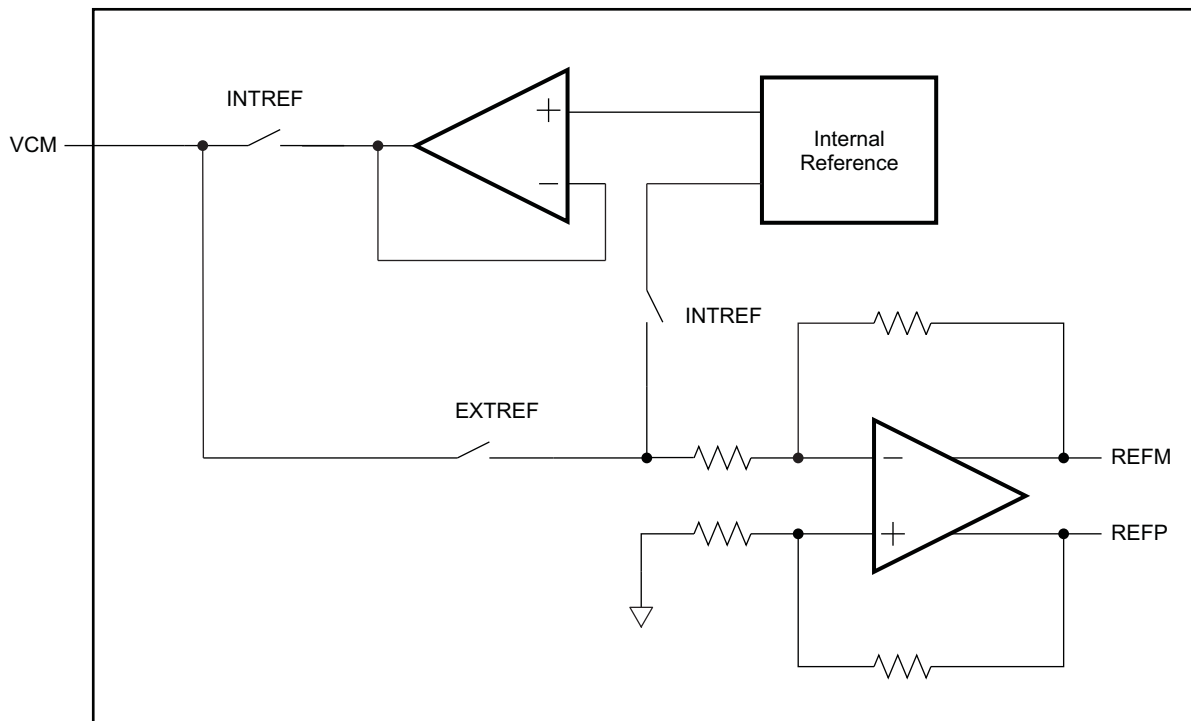 INTREF
VCM
+
−
Internal
Reference
INTREF
EXTREF
−
REFM
+
REFP